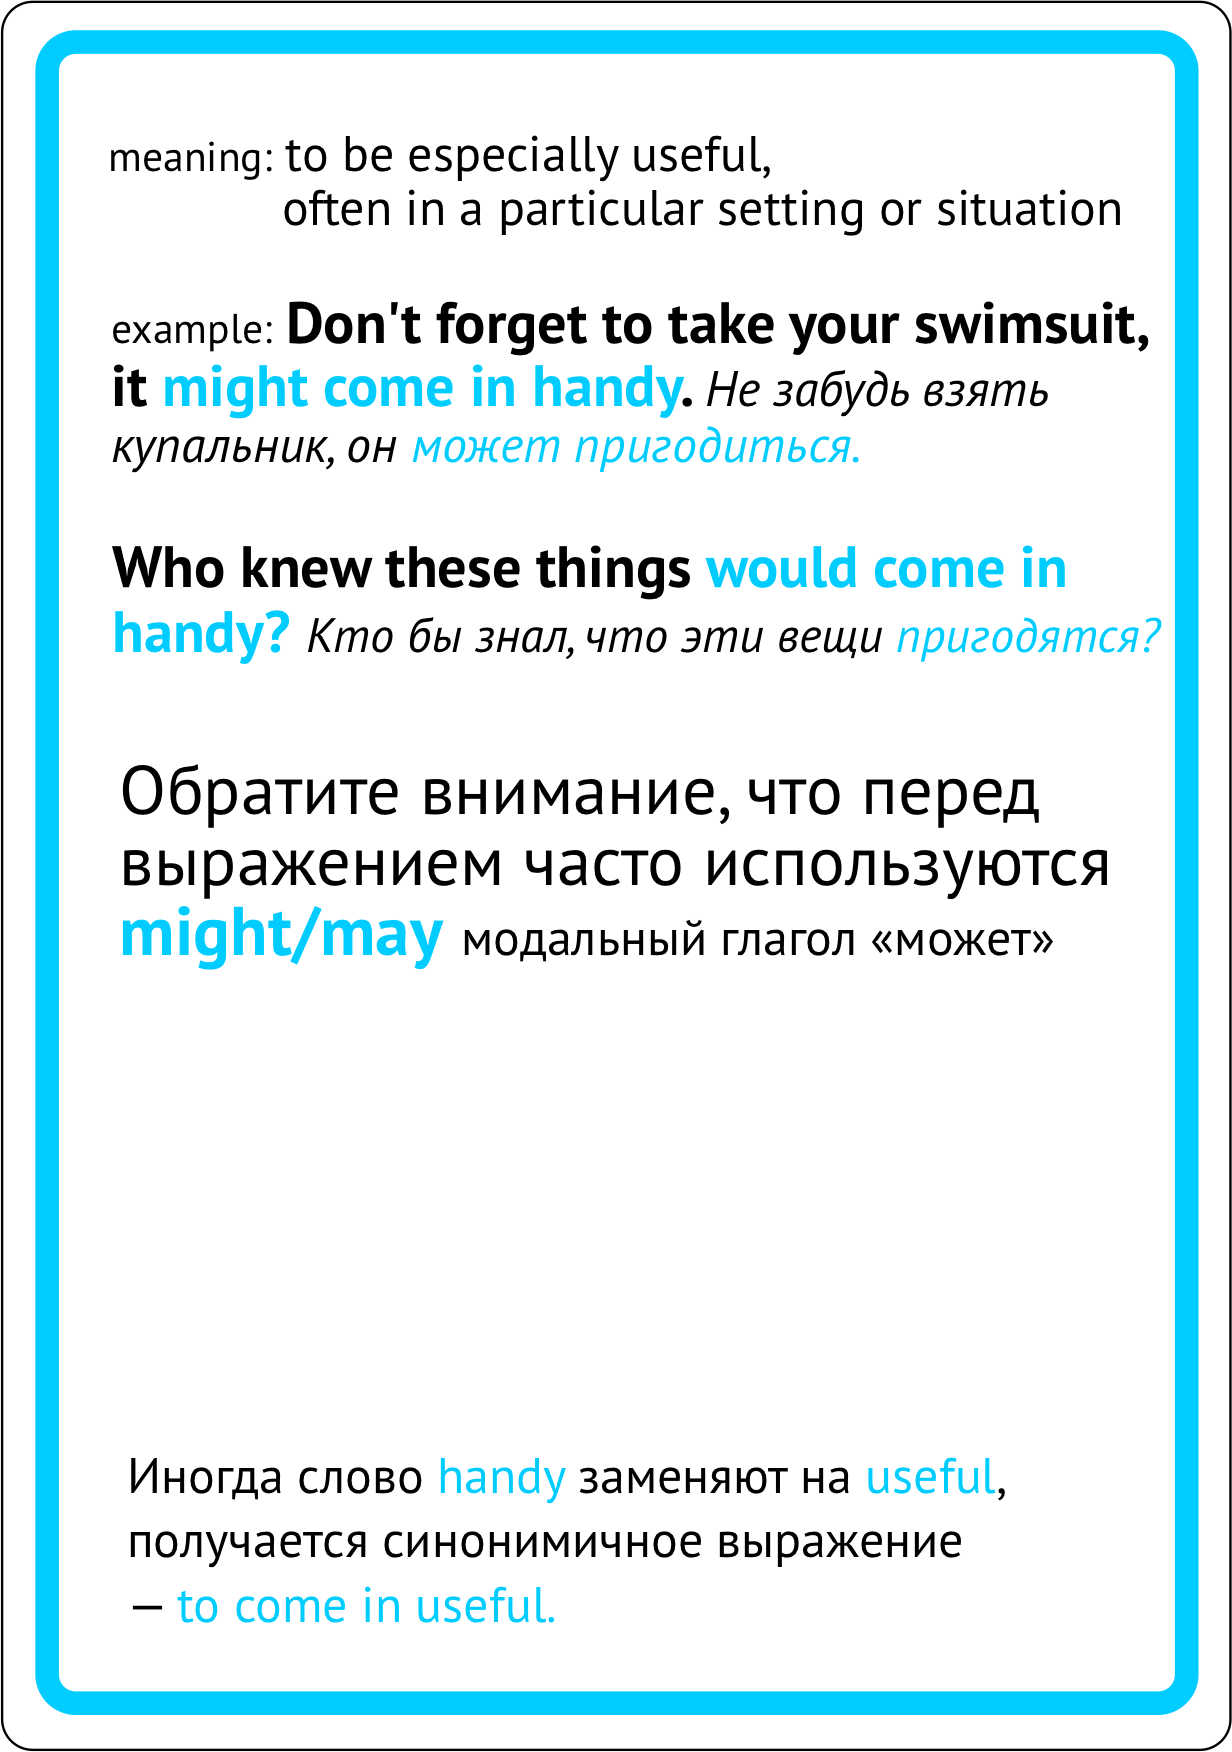 meaning: to be especially useful,
often in a particular setting or situation
example: Don't forget to take your swimsuit,
it might come in handy. Не забудь взять
купальник, он может пригодиться.
Who knew these things would come in
handy? Кто бы знал, что эти вещи пригодятся?
Обратите внимание, что перед
выражением часто используются
might/may модальный глагол «может»
Иногда слово handy заменяют на useful,
получается синонимичное выражение
— to come in useful.